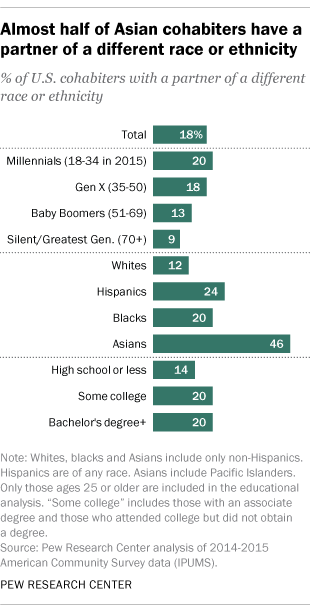 Almost half of Asian cohabiters have a
partner of a different race or ethnicity
% of U.S. cohabiters with a partner of a different
race or ethnicity
Total 18%
Millennials (18-34 in 2015) 20
Gen X (35-50) 18
Baby Boomers (51-69) 13
Silent/Greatest Gen. (70+) 9
Whites 12
Hispanics 24
Blacks 20
Asians 46
High school or less 14
Some college 20
Bachelor's degree+ 20
Note: Whites, blacks and Asians include only non-Hispanics.
Hispanics are of any race. Asians include Pacific Islanders.
Only those ages 25 or older are included in the educational
analysis. “Some college” includes those with an associate
degree and those who attended college but did not obtain
a degree.
Source: Pew Research Center analysis of 2014-2015
American Community Survey data (IPUMS).
PEW RESEARCH CENTER